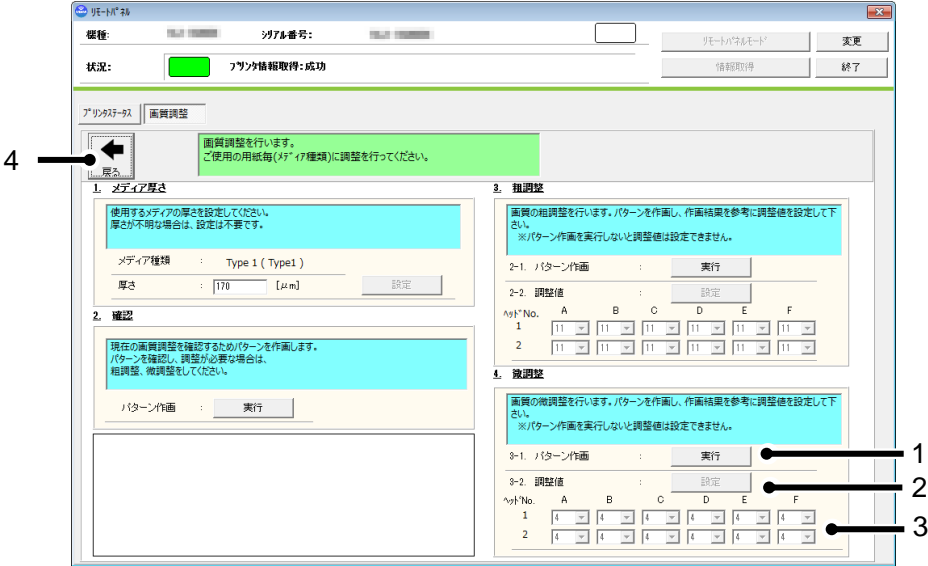 リモートパネル
機種:
シリアル番号:
リモートパネルモード
変更
状況:
プリンタ情報取得:成功
情報取得
終了
プリンタステータス
画質調整
戻る
画質調整を行います。
ご使用の用紙毎(メディア種類)に調整を行ってください。
4
1. メディア厚さ
使用するメディアの厚さを設定してください。
厚さが不明な場合は、設定は不要です。
メディア種類 : Type 1 ( Type1 )
厚さ : 170 [μm] 設定
2. 確認
現在の画質調整を確認するためパターンを作画します。
パターンを確認し、調整が必要な場合は、
粗調整、微調整をしてください。
パターン作画 : 実行
3. 粗調整
画質の粗調整を行います。パターンを作画し、作画結果を参考に調整値を設定して下
さい。
※パターン作画を実行しないと調整値は設定できません。
2-1. パターン作画 : 実行
2-2. 調整値 : 設定
ヘッドNo. A B C D E F
1 11 11 11 11 11 11
2 11 11 11 11 11 11
4. 微調整
画質の微調整を行います。パターンを作画し、作画結果を参考に調整値を設定して下
さい。
※パターン作画を実行しないと調整値は設定できません。
3-1. パターン作画 : 実行
1
3-2. 調整値 : 設定
2
ヘッドNo. A B C D E F
1 4 4 4 4 4 4
2 4 4 4 4 4 4
3